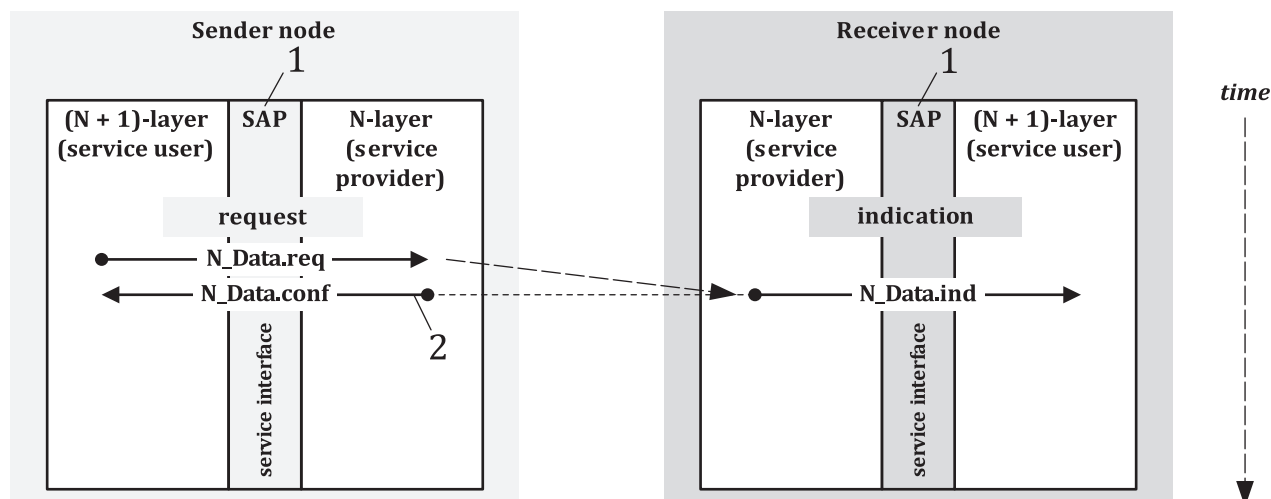 Sender node
1
(N + 1)-layer
(service user)
SAP
N-layer
(service
provider)
request
N_Data.req
N_Data.conf
2
service interface
Receiver node
1
N-layer
(service
provider)
SAP
(N + 1)-layer
(service user)
indication
N_Data.ind
service interface
time